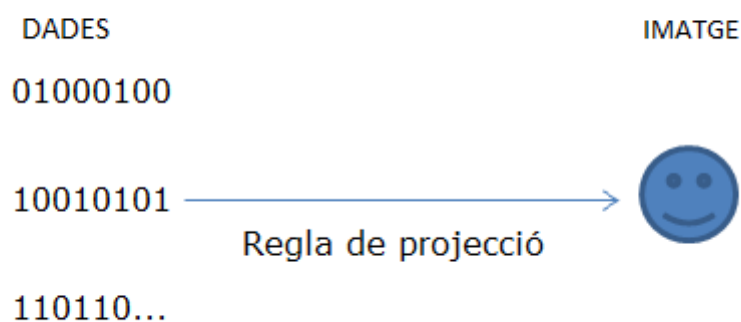 DADES
IMATGE
01000100
10010101
Regla de projecció
110110...